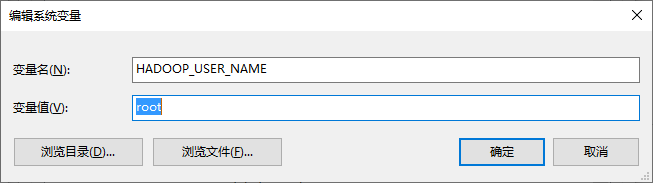 编辑系统变量
变量名(N): HADOOP_USER_NAME
变量值(V): root
浏览目录(D)... 浏览文件(F)... 确定 取消